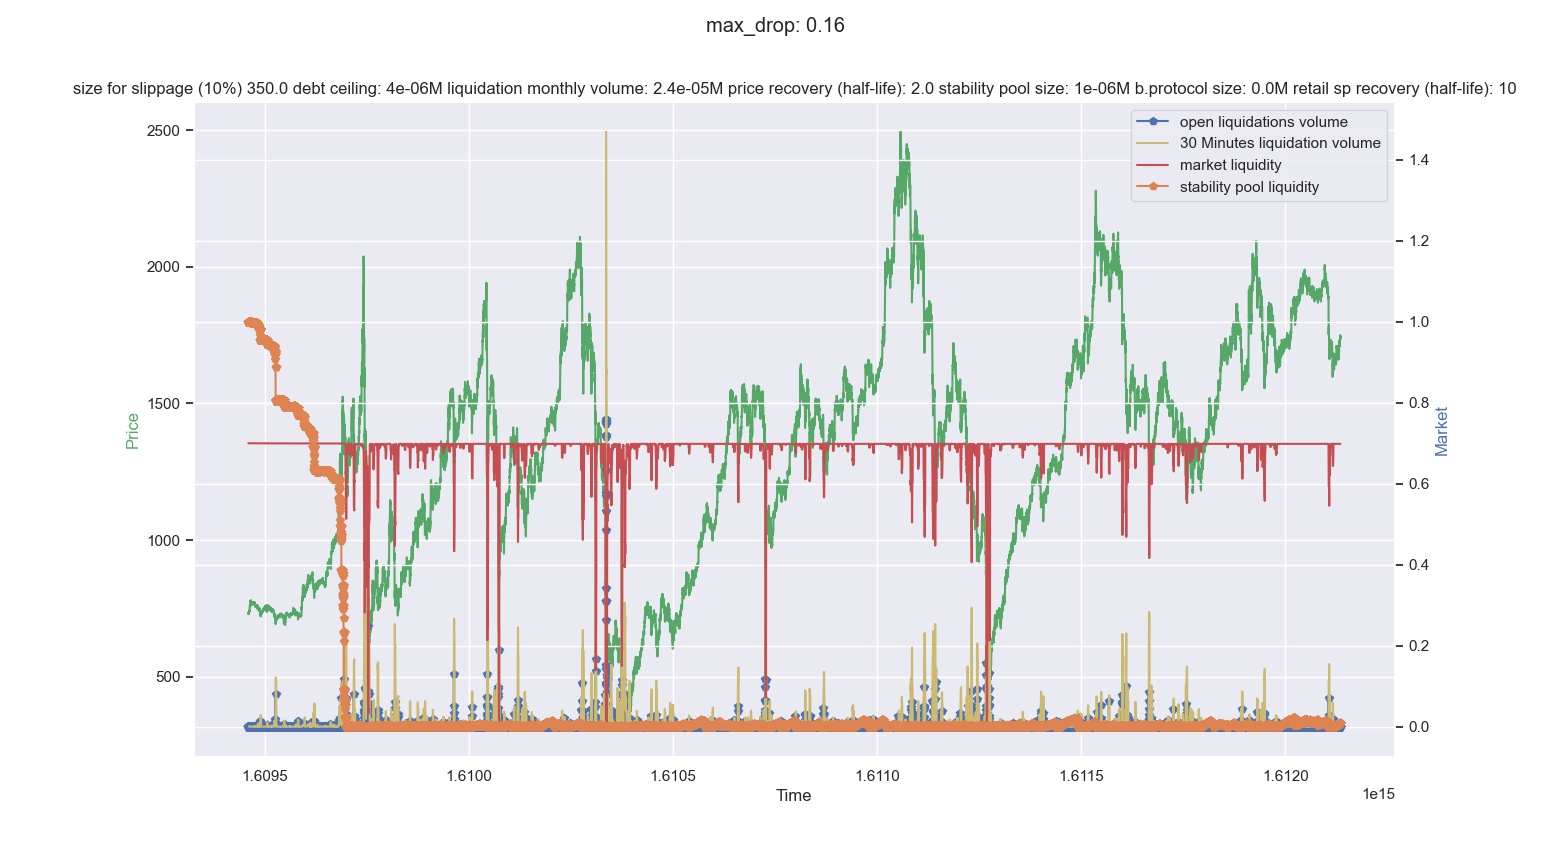 max_drop: 0.16
size for slippage (10%) 350.0 debt ceiling: 4e-06M liquidation monthly volume: 2.4e-05M price recovery (half-life): 2.0 stability pool size: 1e-06M b.protocol size: 0.0M retail sp recovery (half-life): 10
open liquidations volume
30 Minutes liquidation volume
market liquidity
stability pool liquidity
2500
2000
1500
1000
500
Price
1.4
1.2
1.0
0.8
0.6
0.4
0.2
0.0
Market
1.6095
1.6100
1.6105
1.6110
1.6115
1.6120
1e15
Time